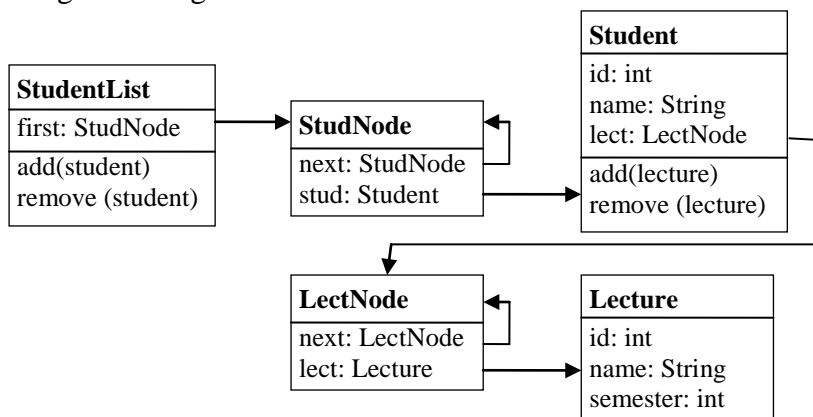 Student
id: int
name: String
lect: LectNode
add(lecture)
remove (lecture)
StudentList
first: StudNode
add(student)
remove (student)
StudNode
next: StudNode
stud: Student
LectNode
next: LectNode
lect: Lecture
Lecture
id: int
name: String
semester: int